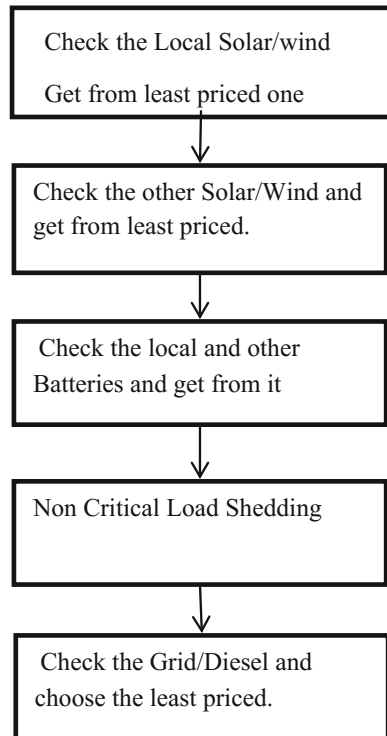 Check the Local Solar/wind
Get from least priced one
Check the other Solar/Wind and
get from least priced.
Check the local and other
Batteries and get from it
Non Critical Load Shedding
Check the Grid/Diesel and
choose the least priced.